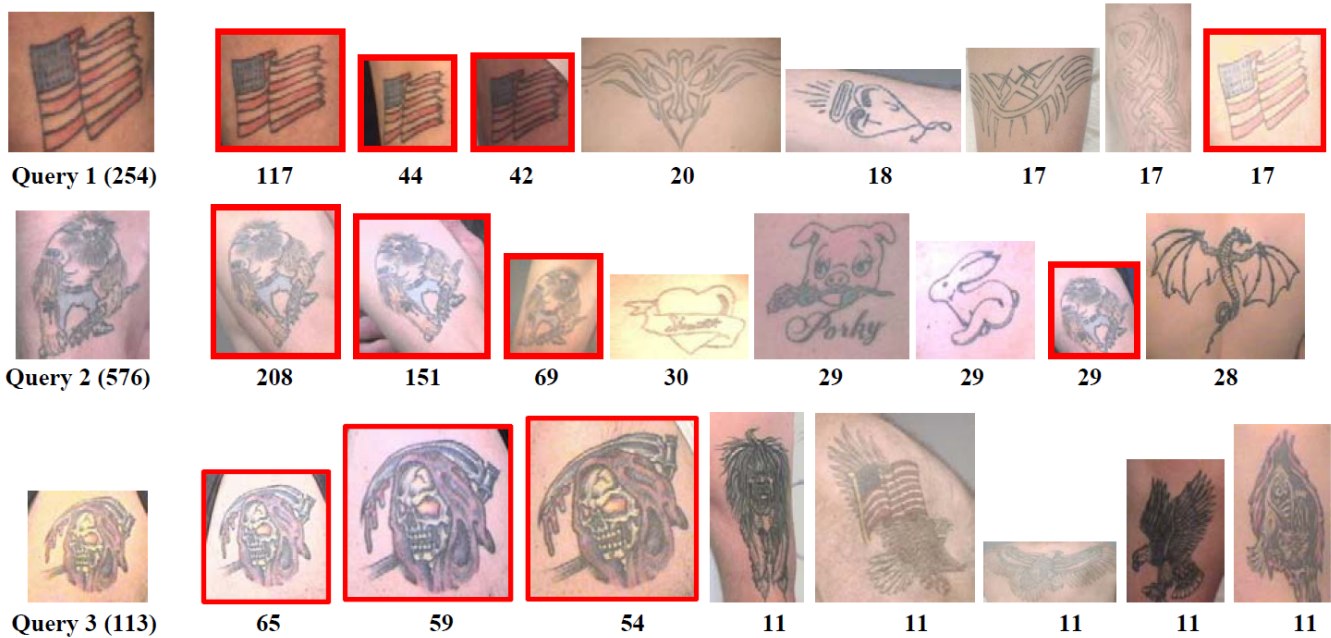 Query 1 (254) 117 44 42 20 18 17 17 17
Porky
Query 2 (576) 208 151 69 30 29 29 29 28
Query 3 (113) 65 59 54 11 11 11 11 11